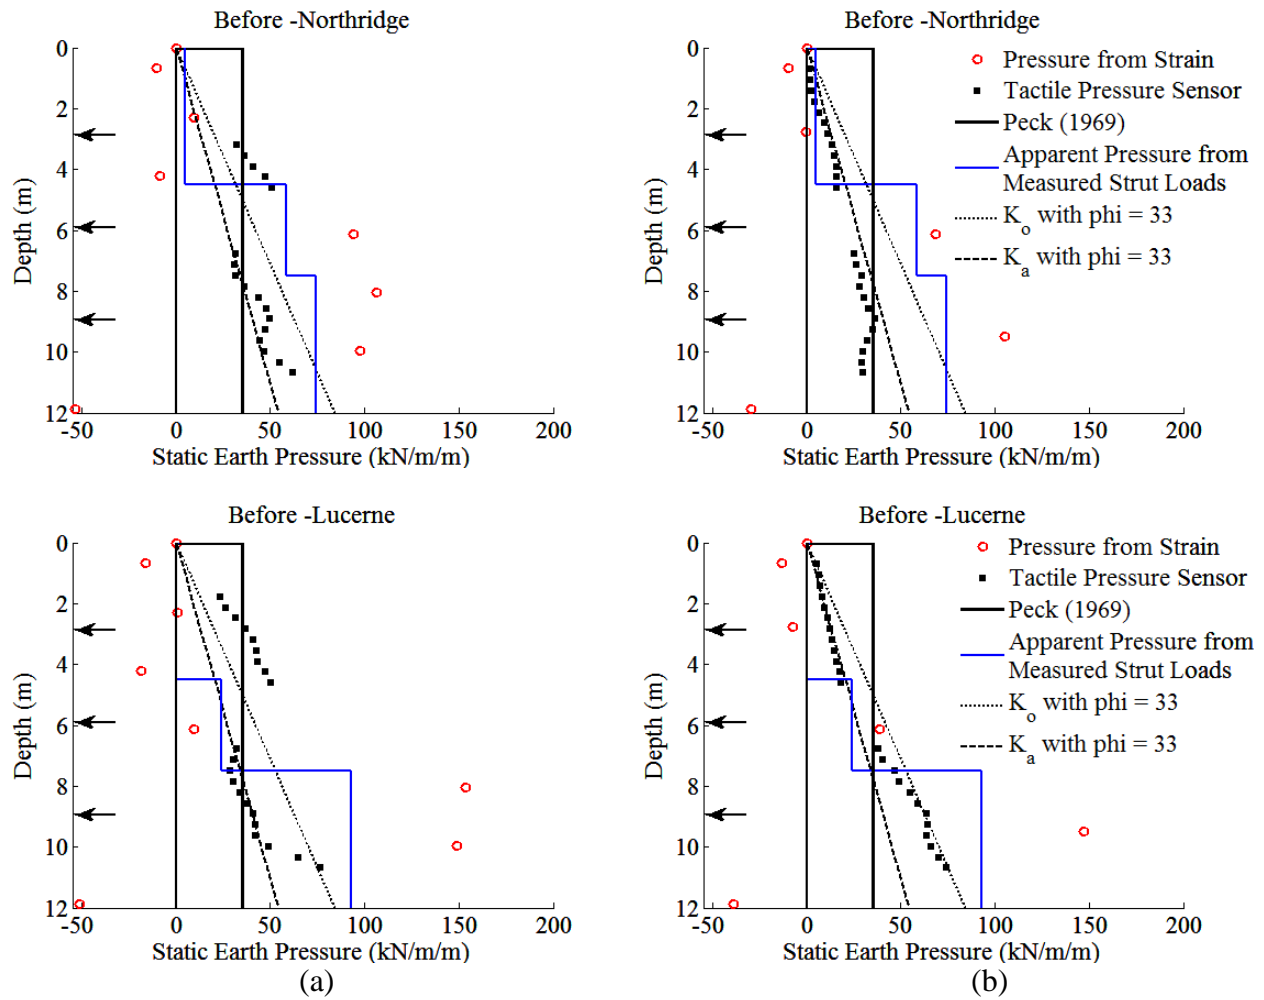 Before -Northridge
0
2
4
6
8
10
12
Depth (m)
-50 0 50 100 150 200
Static Earth Pressure (kN/m/m)
Before -Northridge
0
2
4
6
8
10
12
Depth (m)
-50 0 50 100 150 200
Static Earth Pressure (kN/m/m)
Pressure from Strain
Tactile Pressure Sensor
Peck (1969)
Apparent Pressure from
Measured Strut Loads
Ko with phi = 33
Ka with phi = 33
Before -Lucerne
0
2
4
6
8
10
12
Depth (m)
-50 0 50 100 150 200
Static Earth Pressure (kN/m/m)
(a)
Before -Lucerne
0
2
4
6
8
10
12
Depth (m)
-50 0 50 100 150 200
Static Earth Pressure (kN/m/m)
Pressure from Strain
Tactile Pressure Sensor
Peck (1969)
Apparent Pressure from
Measured Strut Loads
Ko with phi = 33
Ka with phi = 33
(b)